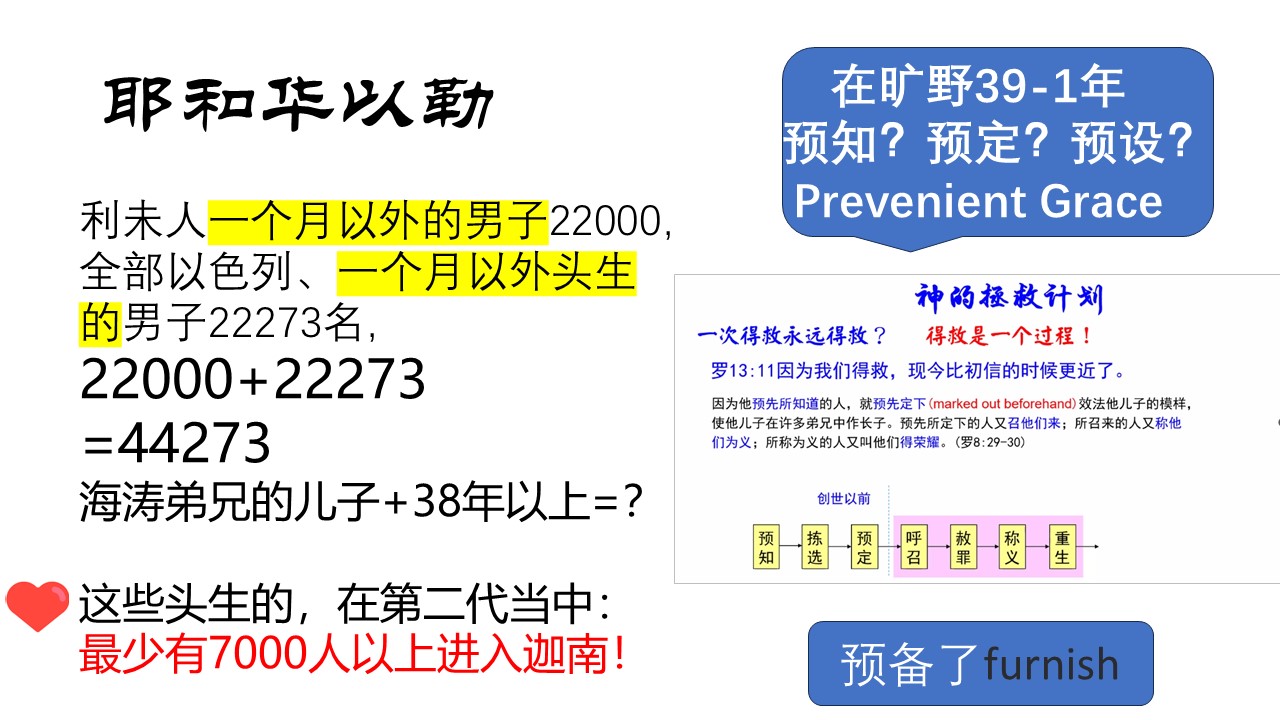 耶和华以勒
利未人一个月以外的男子22000,
全部以色列、一个月以外头生
的男子22273名,
22000+22273
=44273
海涛弟兄的儿子+38年以上=?
这些头生的，在第二代当中：
最少有7000人以上进入迦南!
在旷野39-1年
预知？预定？预设？
Prevenient Grace
神的拯救计划
一次得救永远得救？ 得救是一个过程！
罗13:11因为我们得救，现今比初信的时候更近了。
因为他预先所知道的人，就预先定下(marked out beforehand)效法他儿子的模样，
使他儿子在许多弟兄中作长子。预先所定下的人又召他们来；所召来的人又称他
们为义；所称为义的人又叫他们得荣耀。(罗8:29-30)
创世以前
预知 拣选 预定 呼召 赦罪 称义 重生
预备了furnish